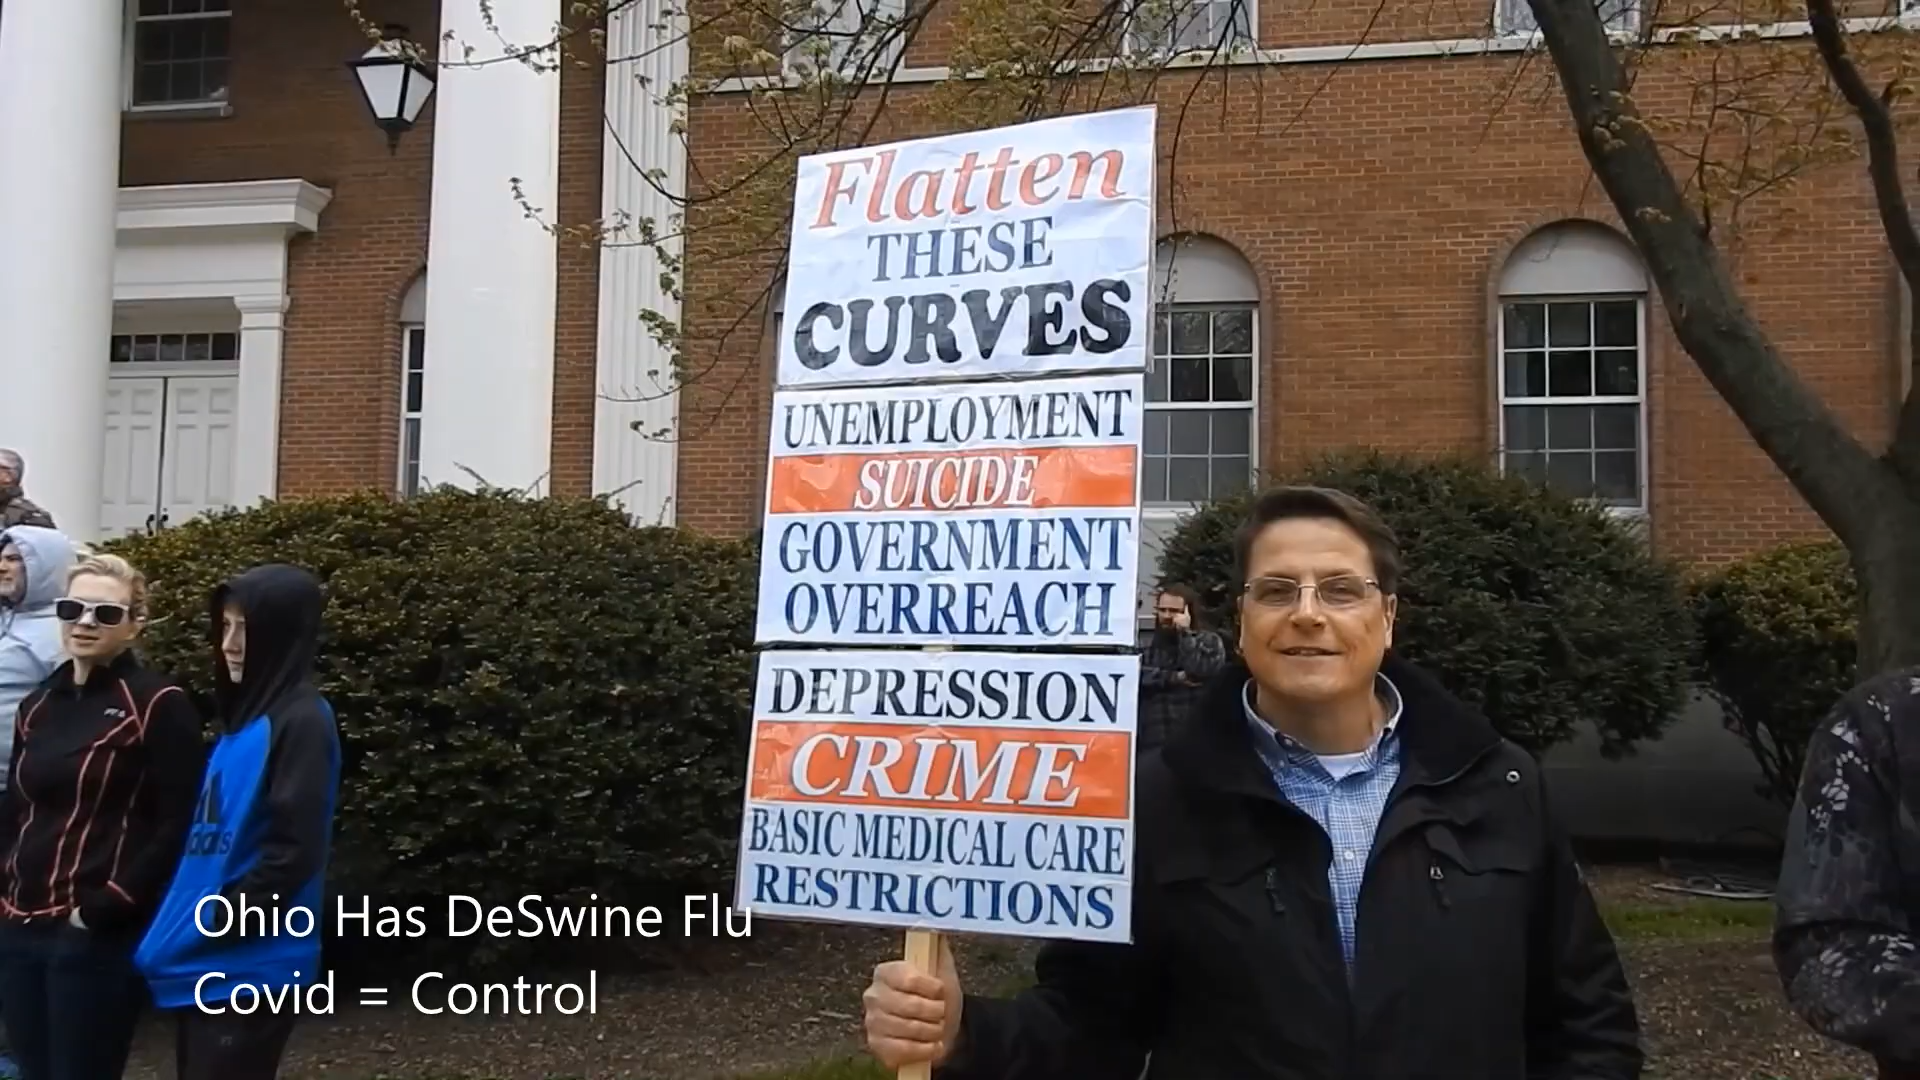 Flatten
THESE
CURVES
UNEMPLOYMENT
SUICIDE
GOVERNMENT
OVERREACH
DEPRESSION
CRIME
BASIC MEDICAL CARE
RESTRICTIONS
adidas
Ohio Has DeSwine Flu
Covid = Control